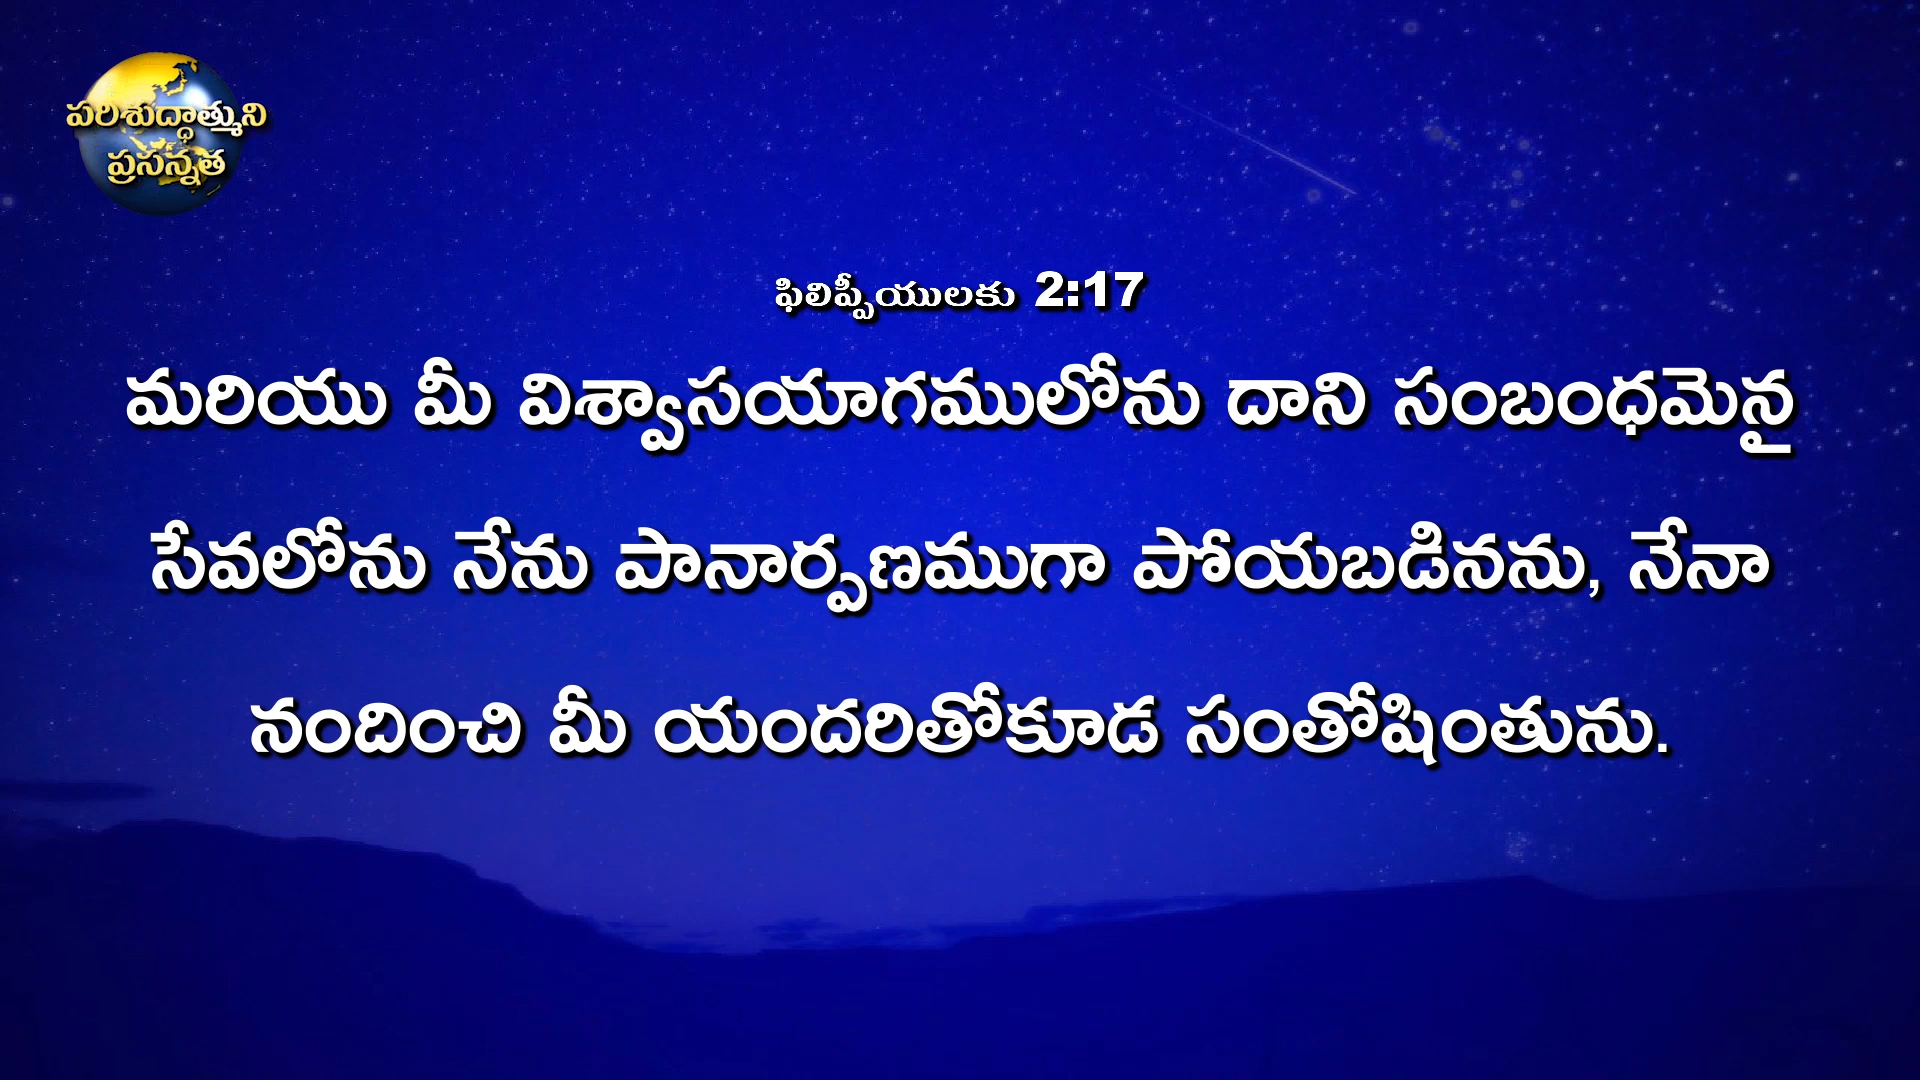 పరిశుద్ధాత్ముని
ప్రసన్నత
ఫిలిప్పీయులకు 2:17
మరియు మీ విశ్వాసయాగములోను దాని సంబంధమైన
సేవలోను నేను పానార్పణముగా పోయబడినను, నేనా
నందించి మీ యందరితోకూడ సంతోషింతును.